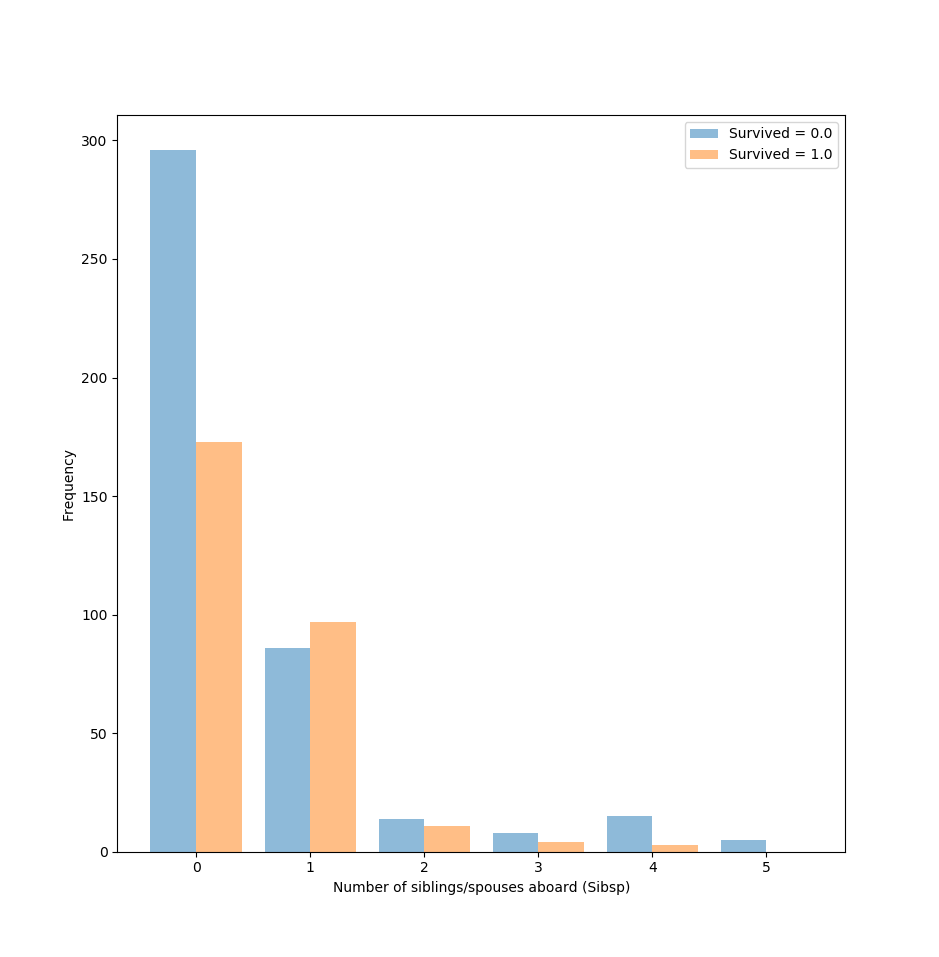 Survived = 0.0
Survived = 1.0
300
250
200
150
100
50
0
Frequency
0 1 2 3 4 5
Number of siblings/spouses aboard (Sibsp)